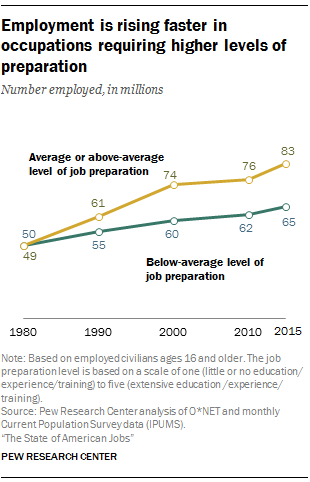 Employment is rising faster in
occupations requiring higher levels of
preparation
Number employed, in millions
Average or above-average
level of job preparation
83
76
74
61
50
49
55
60
62
65
Below-average level of
job preparation
1980
1990
2000
2010
2015
Note: Based on employed civilians ages 16 and older. The job
preparation level is based on a scale of one (little or no education/
experience/training) to five (extensive education /experience/
training).
Source: Pew Research Center analysis of O*NET and monthly
Current Population Survey data (IPUMS).
“The State of American Jobs”
PEW RESEARCH CENTER